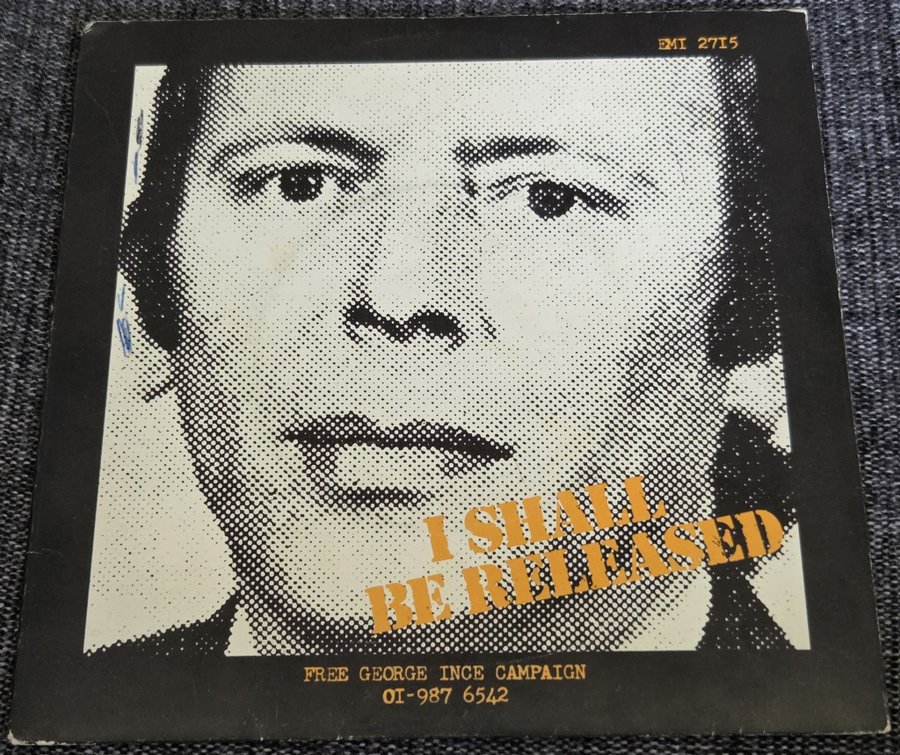 EMI 2715
I SHALL
BE RELEASED
FREE GEORGE INCE CAMPAIGN
01-987 6542